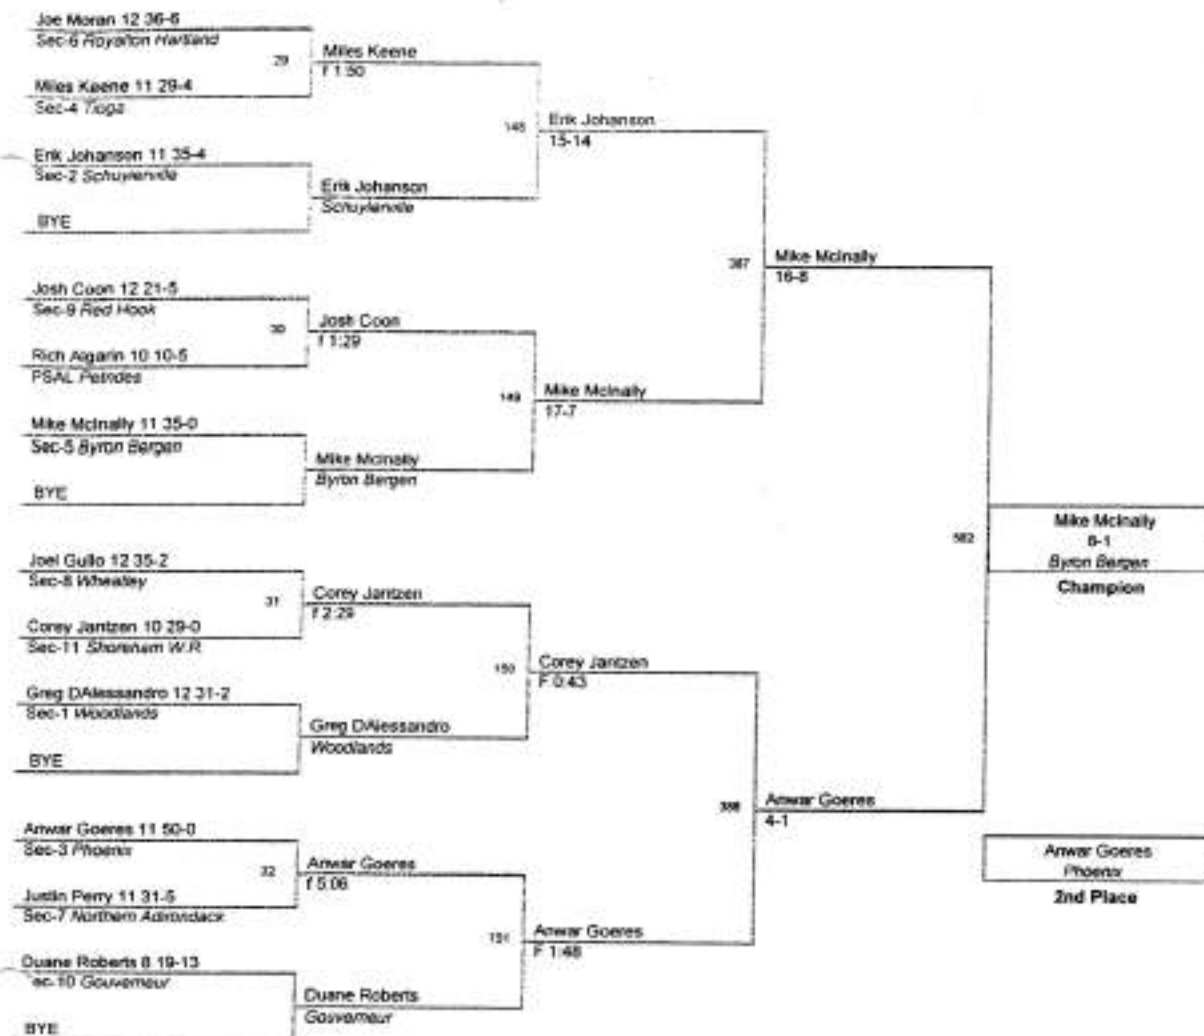 Joe Moran 12 36-6
Sec-6 Royalton Hartland
29
Miles Keene
f 1:50
Miles Keene 11 29-4
Sec-4 Tioga
148
Erik Johanson
15-14
Erik Johanson 11 35-4
Sec-2 Schuylerville
Erik Johanson
Schuylerville
BYE
387
Mike McInally
16-8
Josh Coon 12 21-5
Sec-9 Red Hook
30
Josh Coon
f 1:29
Rich Algarin 10 10-5
PSAL Petrides
149
Mike McInally
17-7
Mike McInally 11 35-0
Sec-5 Byron Bergen
Mike McInally
Byron Bergen
BYE
582
Mike McInally
6-1
Byron Bergen
Champion
Joel Gullo 12 35-2
Sec-8 Wheatley
31
Corey Jantzen
f 2:29
Corey Jantzen 10 29-0
Sec-11 Shoreham W.R
150
Corey Jantzen
F 0:43
Greg DAlessandro 12 31-2
Sec-1 Woodlands
Greg DAlessandro
Woodlands
BYE
388
Anwar Goeres
4-1
Anwar Goeres 11 50-0
Sec-3 Phoenix
32
Anwar Goeres
f 5:06
Justin Perry 11 31-5
Sec-7 Northern Adirondack
Anwar Goeres
Phoenix
2nd Place
151
Anwar Goeres
F 1:48
Duane Roberts 8 19-13
ec-10 Gouverneur
Duane Roberts
Gouverneur
BYE